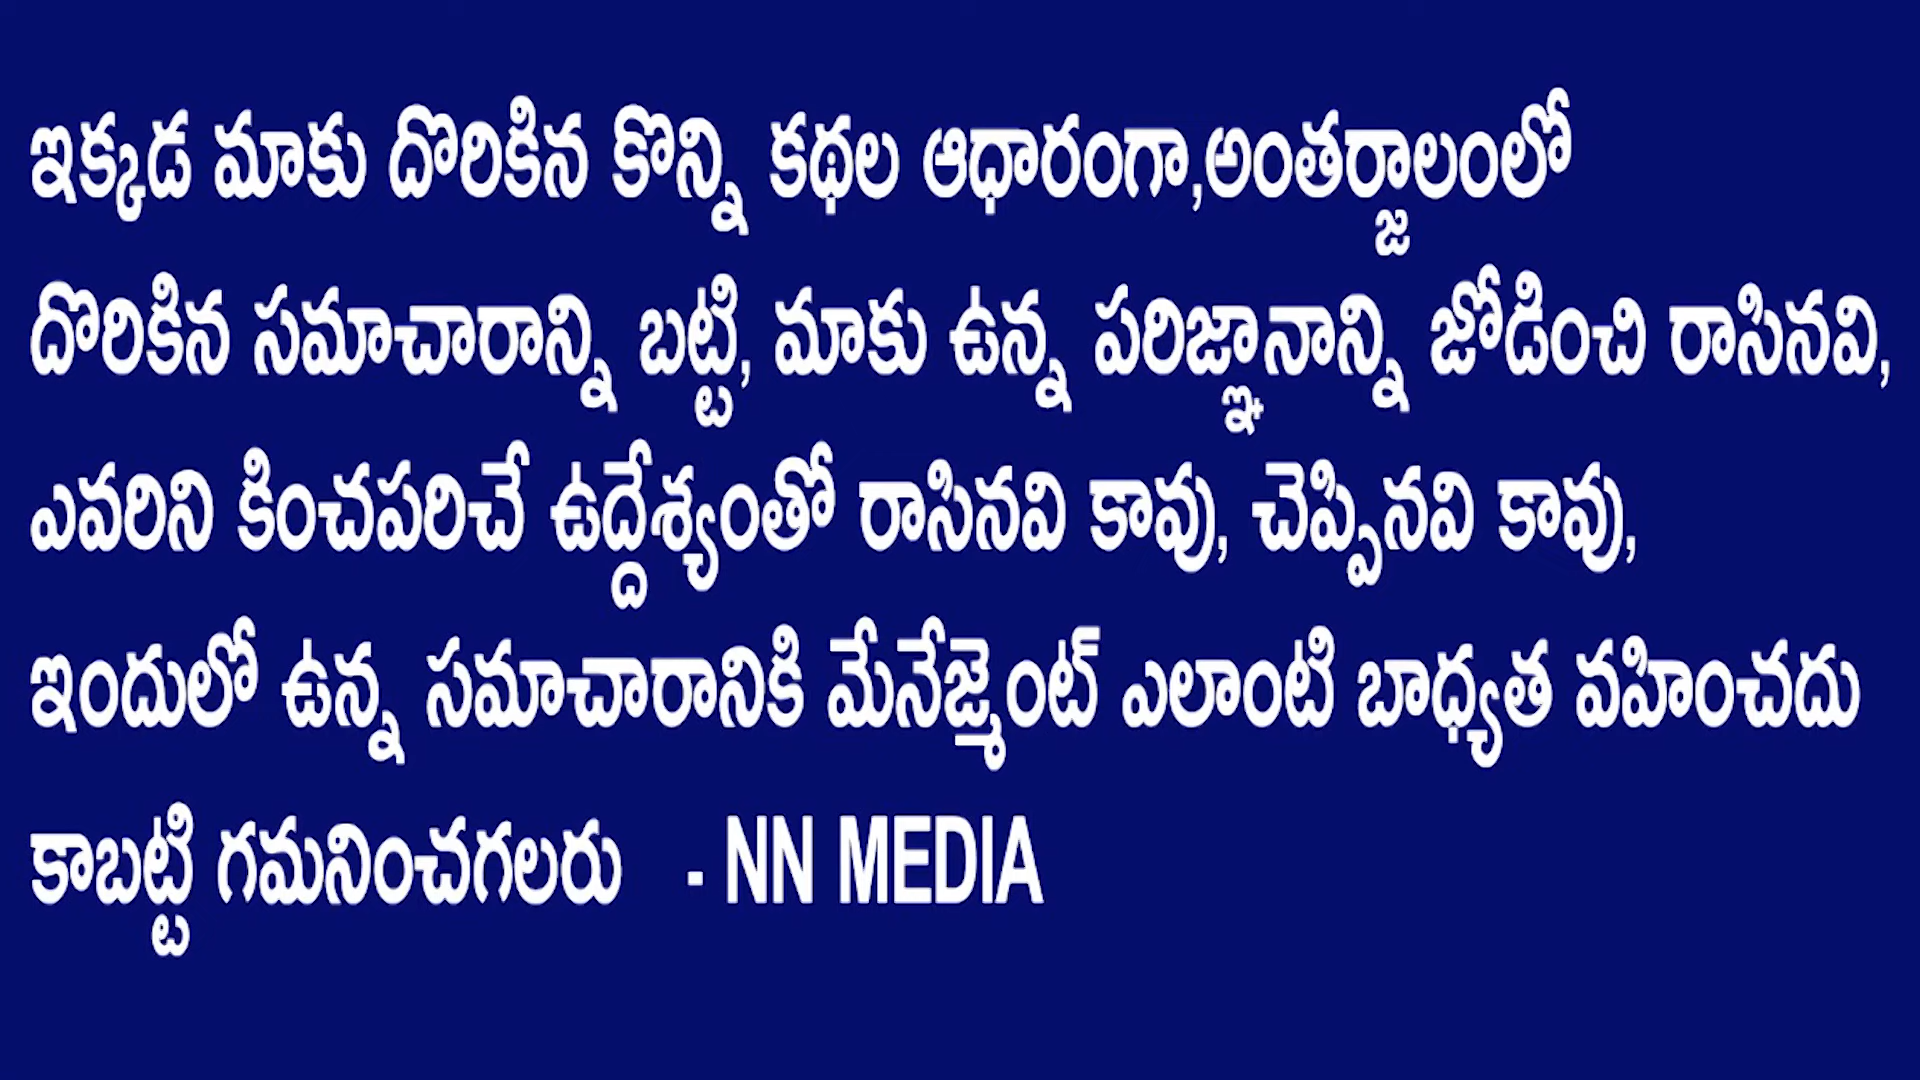 ఇక్కడ మాకు దొరికిన కొన్ని కథల ఆధారంగా,అంతర్జాలంలో
దొరికిన సమాచారాన్ని బట్టి, మాకు ఉన్న పరిజ్ఞానాన్ని జోడించి రాసినవి,
ఎవరిని కించపరిచే ఉద్దేశ్యంతో రాసినవి కావు, చెప్పినవి కావు,
ఇందులో ఉన్న సమాచారానికి మేనేజ్మెంట్ ఎలాంటి బాధ్యత వహించదు
కాబట్టి గమనించగలరు - NN MEDIA